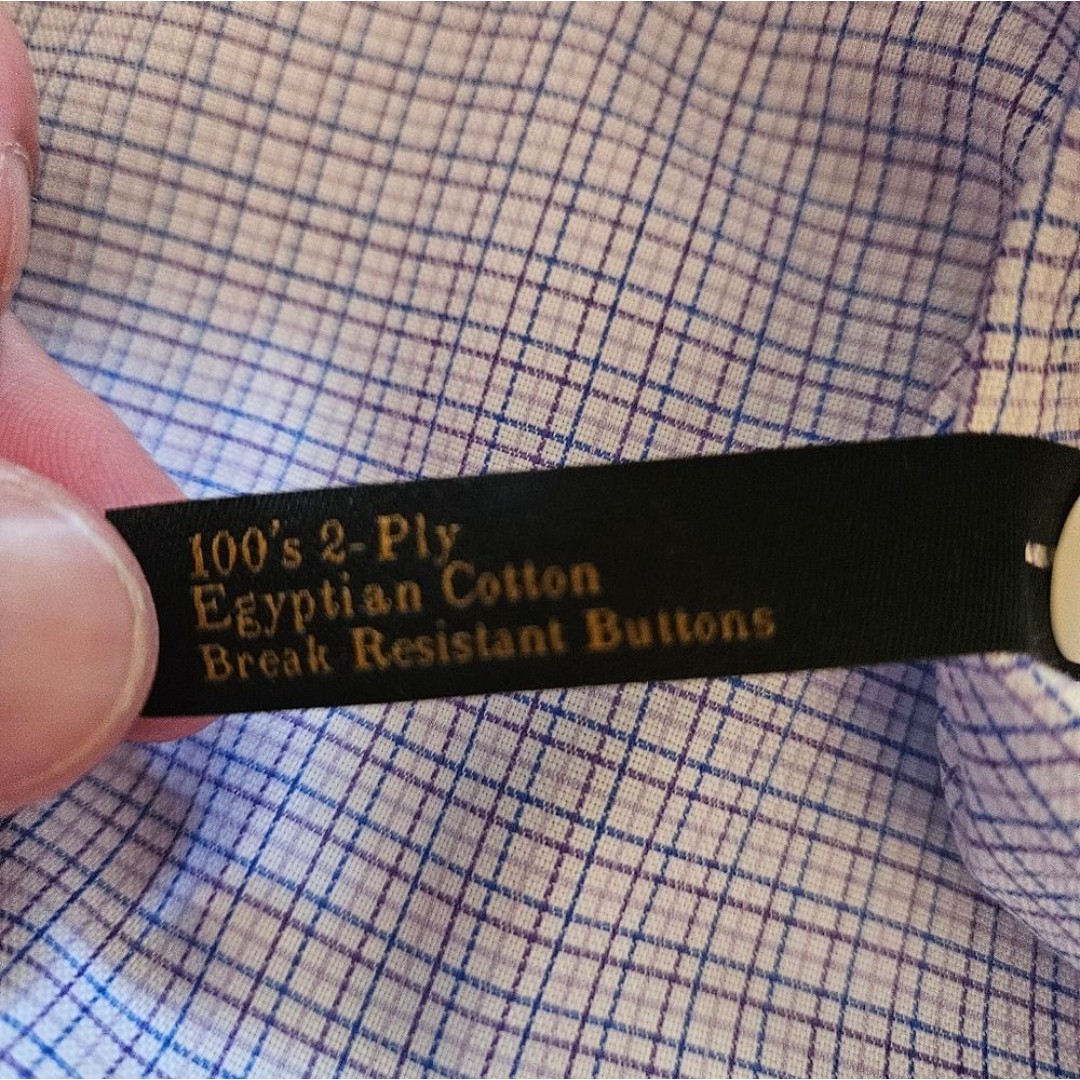 100's 2-Ply
Egyptian Cotton
Break Resistant Buttons